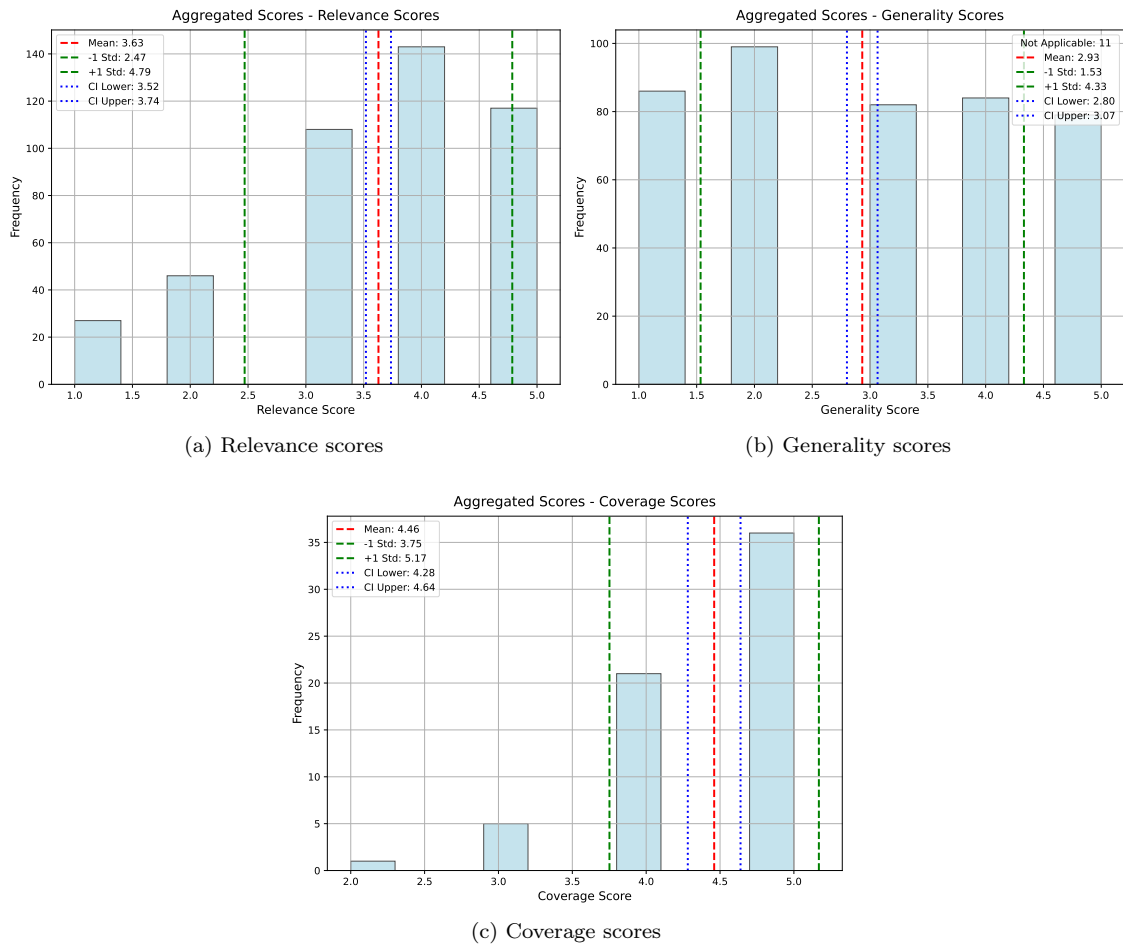 Aggregated Scores - Relevance Scores
Mean: 3.63
-1 Std: 2.47
+1 Std: 4.79
CI Lower: 3.52
CI Upper: 3.74
Frequency
140
120
100
80
60
40
20
0
1.0 1.5 2.0 2.5 3.0 3.5 4.0 4.5 5.0
Relevance Score
(a) Relevance scores
Aggregated Scores - Generality Scores
Not Applicable: 11
Mean: 2.93
-1 Std: 1.53
+1 Std: 4.33
CI Lower: 2.80
CI Upper: 3.07
Frequency
100
80
60
40
20
0
1.0 1.5 2.0 2.5 3.0 3.5 4.0 4.5 5.0
Generality Score
(b) Generality scores
Aggregated Scores - Coverage Scores
Mean: 4.46
-1 Std: 3.75
+1 Std: 5.17
CI Lower: 4.28
CI Upper: 4.64
Frequency
35
30
25
20
15
10
5
0
2.0 2.5 3.0 3.5 4.0 4.5 5.0
Coverage Score
(c) Coverage scores